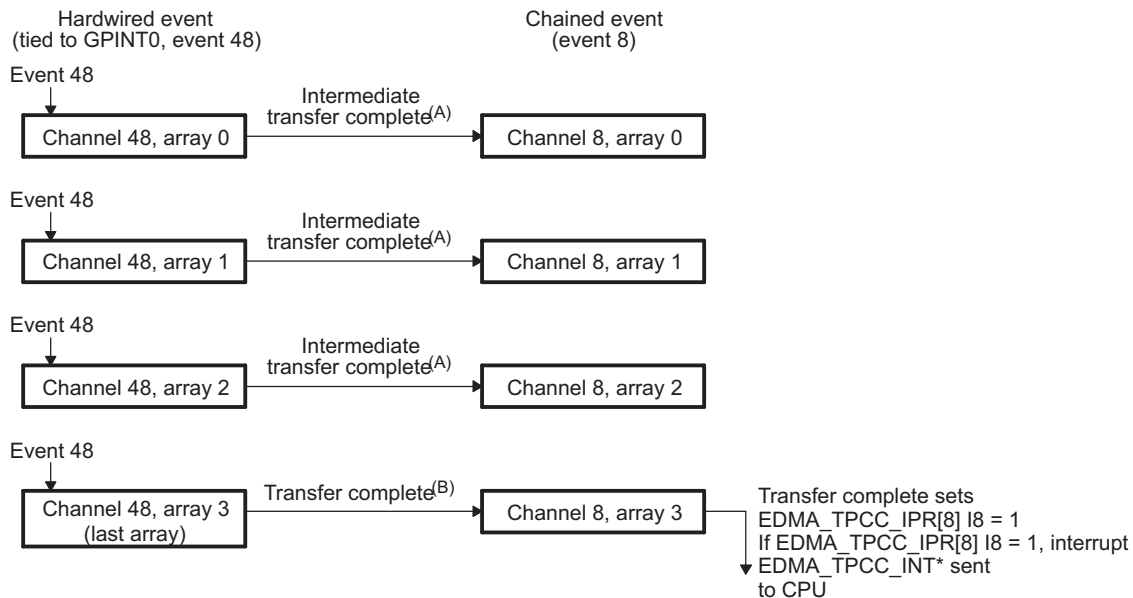 Hardwired event
(tied to GPINT0, event 48)
Chained event
(event 8)
Event 48
Intermediate
transfer complete(A)
Channel 48, array 0
Channel 8, array 0
Event 48
Intermediate
transfer complete(A)
Channel 48, array 1
Channel 8, array 1
Event 48
Intermediate
transfer complete(A)
Channel 48, array 2
Channel 8, array 2
Event 48
Transfer complete(B)
Channel 48, array 3
(last array)
Channel 8, array 3
Transfer complete sets
EDMA_TPCC_IPR[8] I8 = 1
If EDMA_TPCC_IPR[8] I8 = 1, interrupt
EDMA_TPCC_INT* sent
to CPU